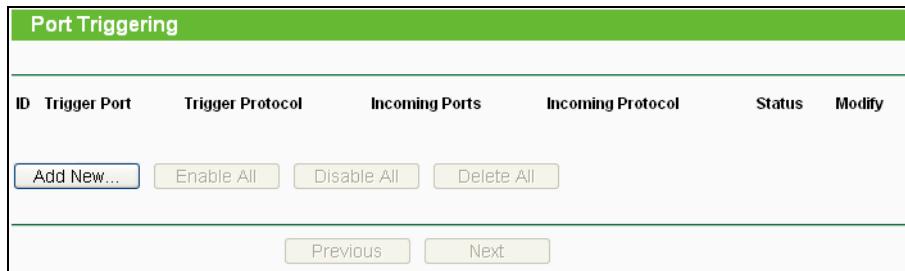 Port Triggering
ID Trigger Port Trigger Protocol Incoming Ports Incoming Protocol Status Modify
Add New... Enable All Disable All Delete All
Previous Next